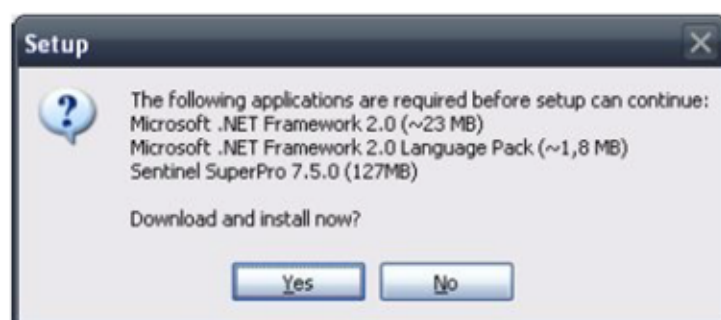 Setup
The following applications are required before setup can continue:
Microsoft .NET Framework 2.0 (~23 MB)
Microsoft .NET Framework 2.0 Language Pack (~1,8 MB)
Sentinel SuperPro 7.5.0 (127MB)
Download and install now?
Yes
No